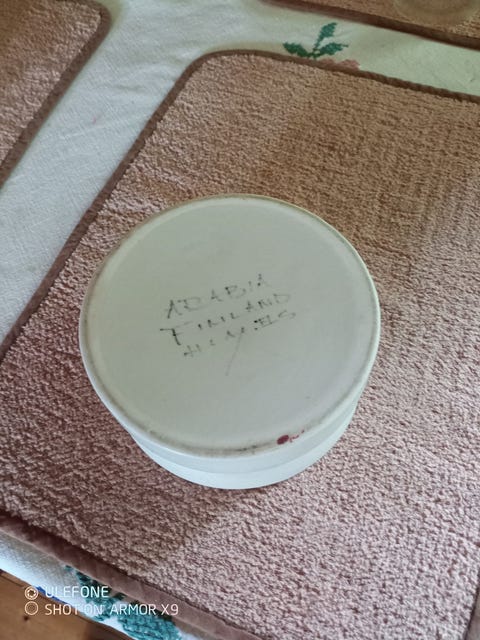 ARABIA
FINLAND
ULEFONE
SHOT ON ARMOR X9